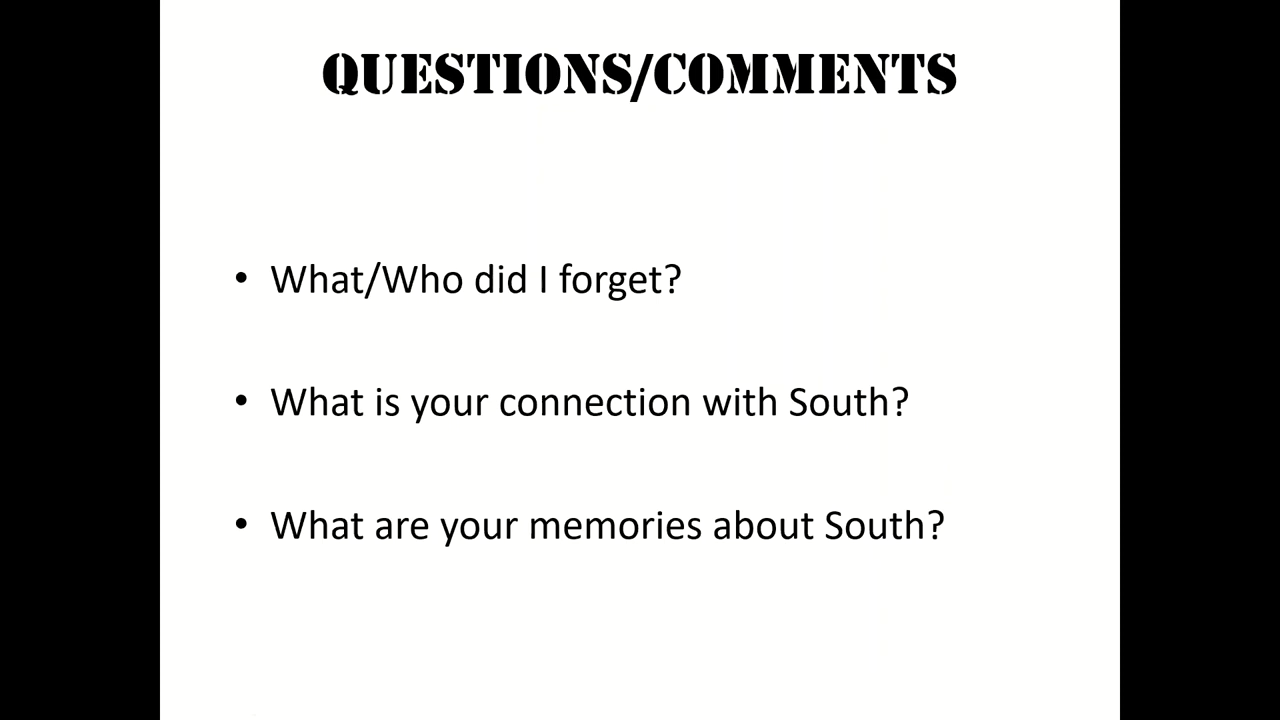 QUESTIONS/COMMENTS
• What/Who did I forget?
• What is your connection with South?
• What are your memories about South?